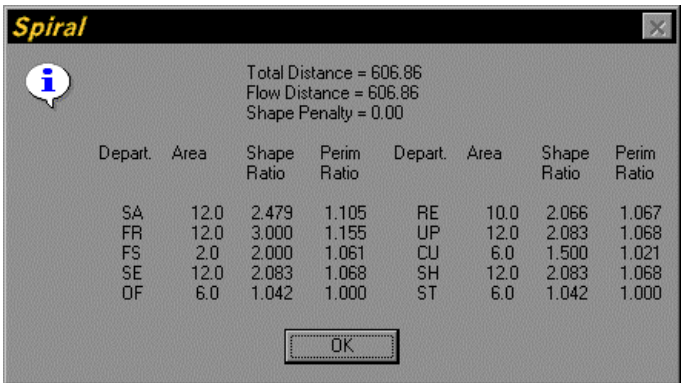 Spiral
Total Distance = 606.86
Flow Distance = 606.86
Shape Penalty = 0.00
Depart. Area Shape Ratio Perim Ratio Depart. Area Shape Ratio Perim Ratio
SA 12.0 2.479 1.105 RE 10.0 2.066 1.067
FR 12.0 3.000 1.155 UP 12.0 2.083 1.068
FS 2.0 2.000 1.061 CU 6.0 1.500 1.021
SE 12.0 2.083 1.068 SH 12.0 2.083 1.068
OF 6.0 1.042 1.000 ST 6.0 1.042 1.000
OK